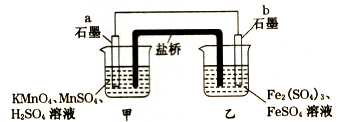 a
石墨
b
石墨
盐桥
KMnO4、MnSO4、
H2SO4 溶液
甲
乙
Fe2(SO4)3、
FeSO4 溶液